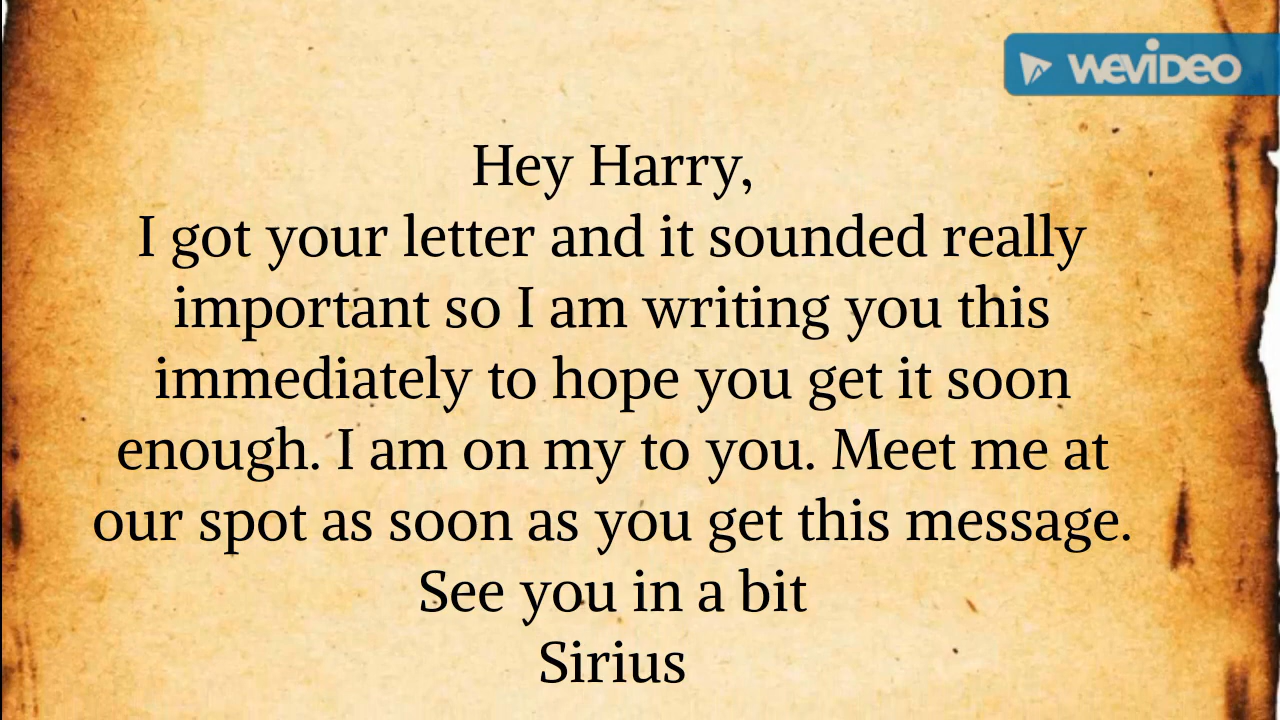 WEVIDEO
Hey Harry,
I got your letter and it sounded really
important so I am writing you this
immediately to hope you get it soon
enough. I am on my to you. Meet me at
our spot as soon as you get this message.
See you in a bit
Sirius